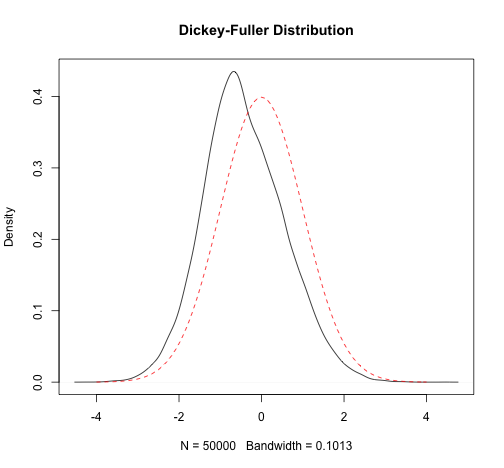 Dickey-Fuller Distribution
Density
0.4
0.3
0.2
0.1
0.0
-4 -2 0 2 4
N = 50000 Bandwidth = 0.1013